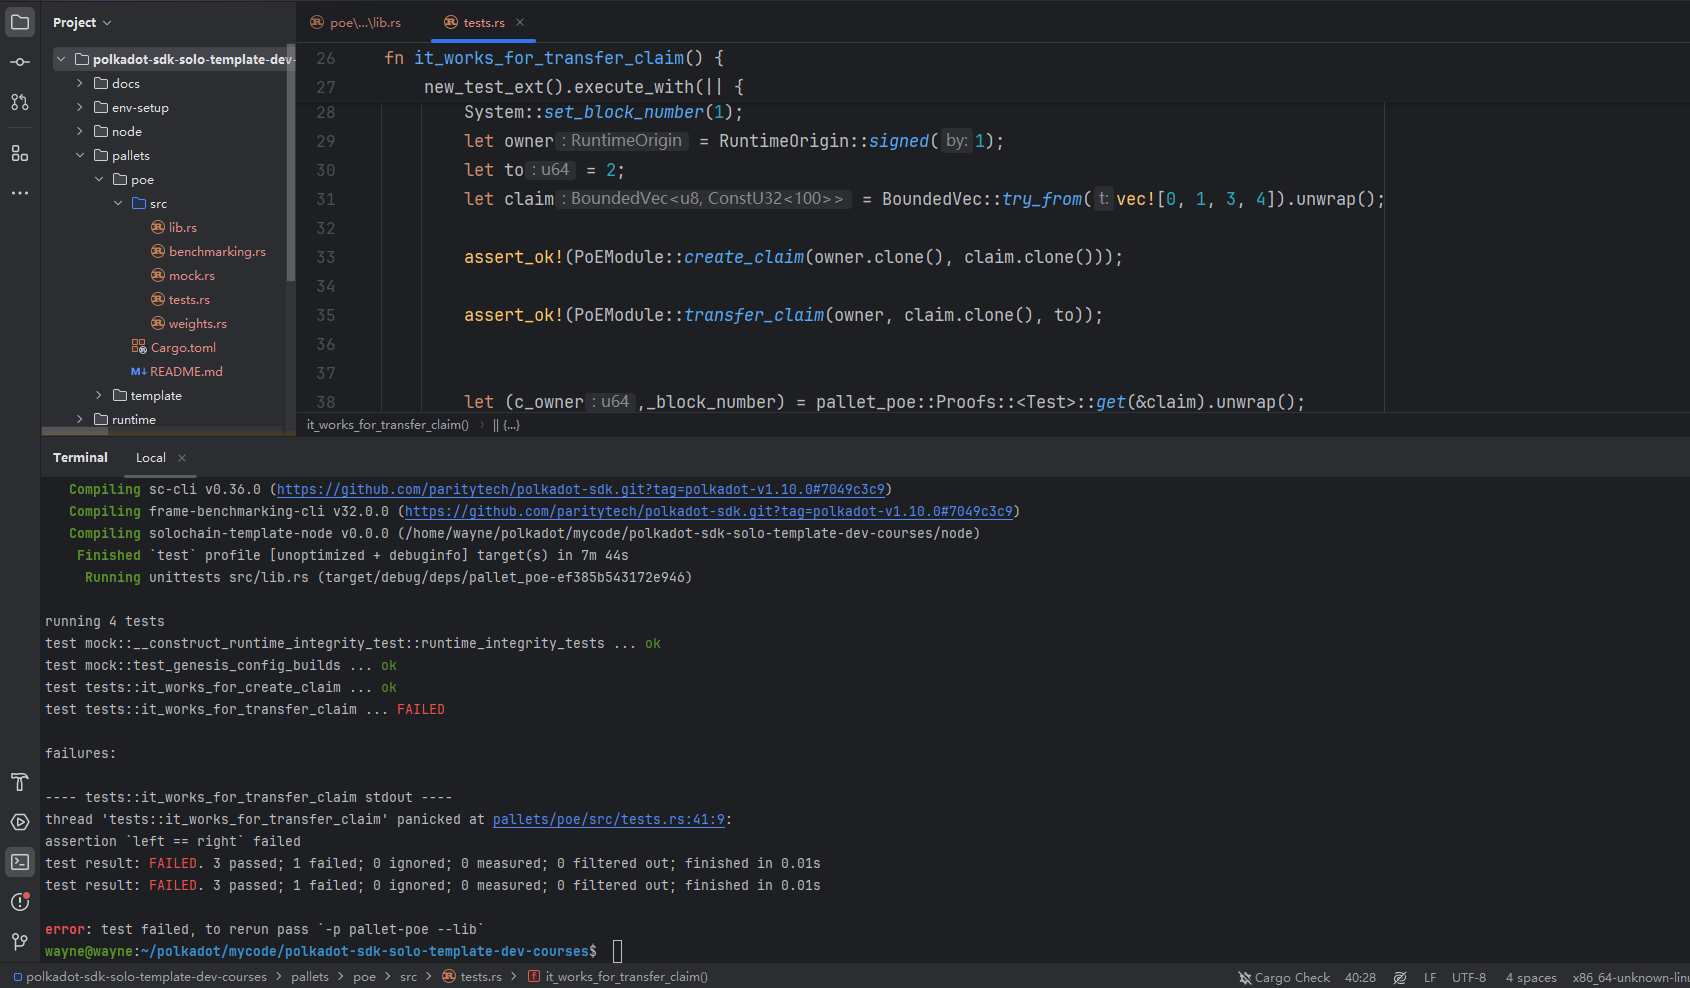 Project
poe\...\lib.rs
tests.rs
polkadot-sdk-solo-template-dev-
docs
env-setup
node
pallets
poe
src
lib.rs
benchmarking.rs
mock.rs
tests.rs
weights.rs
Cargo.toml
M↓ README.md
template
runtime
26 fn it_works_for_transfer_claim() {
27 new_test_ext().execute_with(|| {
28 System::set_block_number(1);
29 let owner : RuntimeOrigin = RuntimeOrigin::signed( by: 1);
30 let to : u64 = 2;
31 let claim : BoundedVec<u8, ConstU32<100>> = BoundedVec::try_from( t: vec![0, 1, 3, 4]).unwrap();
32
33 assert_ok!(PoEModule::create_claim(owner.clone(), claim.clone()));
34
35 assert_ok!(PoEModule::transfer_claim(owner, claim.clone(), to));
36
37
38 let (c_owner : u64 ,_block_number) = pallet_poe::Proofs::<Test>::get(&claim).unwrap();
it_works_for_transfer_claim() › || {...}
Terminal Local
Compiling sc-cli v0.36.0 (https://github.com/paritytech/polkadot-sdk.git?tag=polkadot-v1.10.0#7049c3c9)
Compiling frame-benchmarking-cli v32.0.0 (https://github.com/paritytech/polkadot-sdk.git?tag=polkadot-v1.10.0#7049c3c9)
Compiling solochain-template-node v0.0.0 (/home/wayne/polkadot/mycode/polkadot-sdk-solo-template-dev-courses/node)
Finished `test` profile [unoptimized + debuginfo] target(s) in 7m 44s
Running unittests src/lib.rs (target/debug/deps/pallet_poe-ef385b543172e946)
running 4 tests
test mock::__construct_runtime_integrity_test::runtime_integrity_tests ... ok
test mock::test_genesis_config_builds ... ok
test tests::it_works_for_create_claim ... ok
test tests::it_works_for_transfer_claim ... FAILED
failures:
---- tests::it_works_for_transfer_claim stdout ----
thread 'tests::it_works_for_transfer_claim' panicked at pallets/poe/src/tests.rs:41:9:
assertion `left == right` failed
test result: FAILED. 3 passed; 1 failed; 0 ignored; 0 measured; 0 filtered out; finished in 0.01s
test result: FAILED. 3 passed; 1 failed; 0 ignored; 0 measured; 0 filtered out; finished in 0.01s
error: test failed, to rerun pass `-p pallet-poe --lib`
wayne@wayne:~/polkadot/mycode/polkadot-sdk-solo-template-dev-courses$
polkadot-sdk-solo-template-dev-courses › pallets › poe › src › tests.rs › it_works_for_transfer_claim()
Cargo Check 40:28 LF UTF-8 4 spaces x86_64-unknown-linu